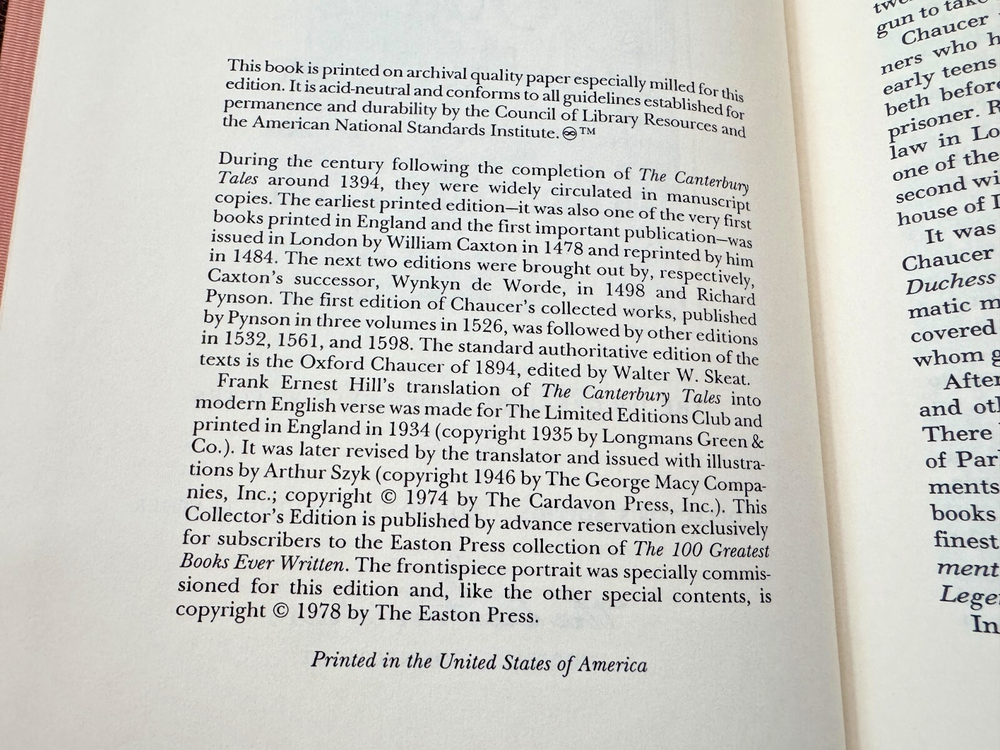 This book is printed on archival quality paper especially milled for this
edition. It is acid-neutral and conforms to all guidelines established for
permanence and durability by the Council of Library Resources and
the American National Standards Institute. ♾™
During the century following the completion of The Canterbury
Tales around 1394, they were widely circulated in manuscript
copies. The earliest printed edition—it was also one of the very first
books printed in England and the first important publication—was
issued in London by William Caxton in 1478 and reprinted by him
in 1484. The next two editions were brought out by, respectively,
Caxton's successor, Wynkyn de Worde, in 1498 and Richard
Pynson. The first edition of Chaucer's collected works, published
by Pynson in three volumes in 1526, was followed by other editions
in 1532, 1561, and 1598. The standard authoritative edition of the
texts is the Oxford Chaucer of 1894, edited by Walter W. Skeat.
Frank Ernest Hill's translation of The Canterbury Tales into
modern English verse was made for The Limited Editions Club and
printed in England in 1934 (copyright 1935 by Longmans Green &
Co.). It was later revised by the translator and issued with illustra-
tions by Arthur Szyk (copyright 1946 by The George Macy Compa-
nies, Inc.; copyright © 1974 by The Cardavon Press, Inc.). This
Collector's Edition is published by advance reservation exclusively
for subscribers to the Easton Press collection of The 100 Greatest
Books Ever Written. The frontispiece portrait was specially commis-
sioned for this edition and, like the other special contents, is
copyright © 1978 by The Easton Press.
Printed in the United States of America
gun to take
Chaucer
ners who h
early teens
beth before
prisoner. R
law in Lo
one of the
second wi
house of
It was
Chaucer
Duchess
matic m
covered
whom g
After
and oth
There
of Par
ments
books
finest
ment
Lege
In